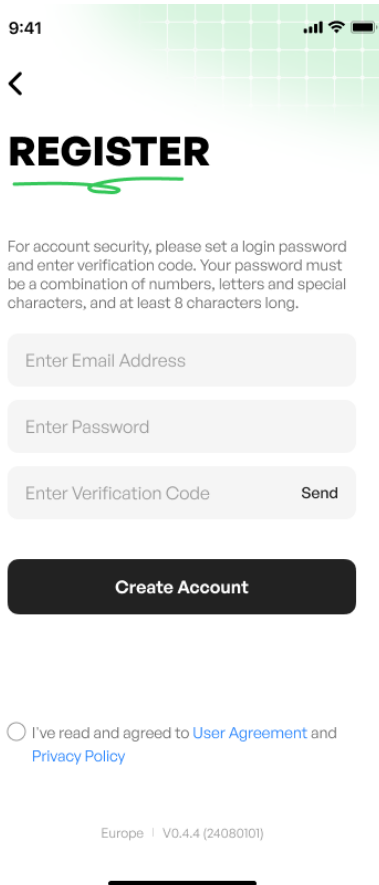 9:41
REGISTER
For account security, please set a login password
and enter verification code. Your password must
be a combination of numbers, letters and special
characters, and at least 8 characters long.
Enter Email Address
Enter Password
Enter Verification Code Send
Create Account
I've read and agreed to User Agreement and
Privacy Policy
Europe | V0.4.4 (24080101)